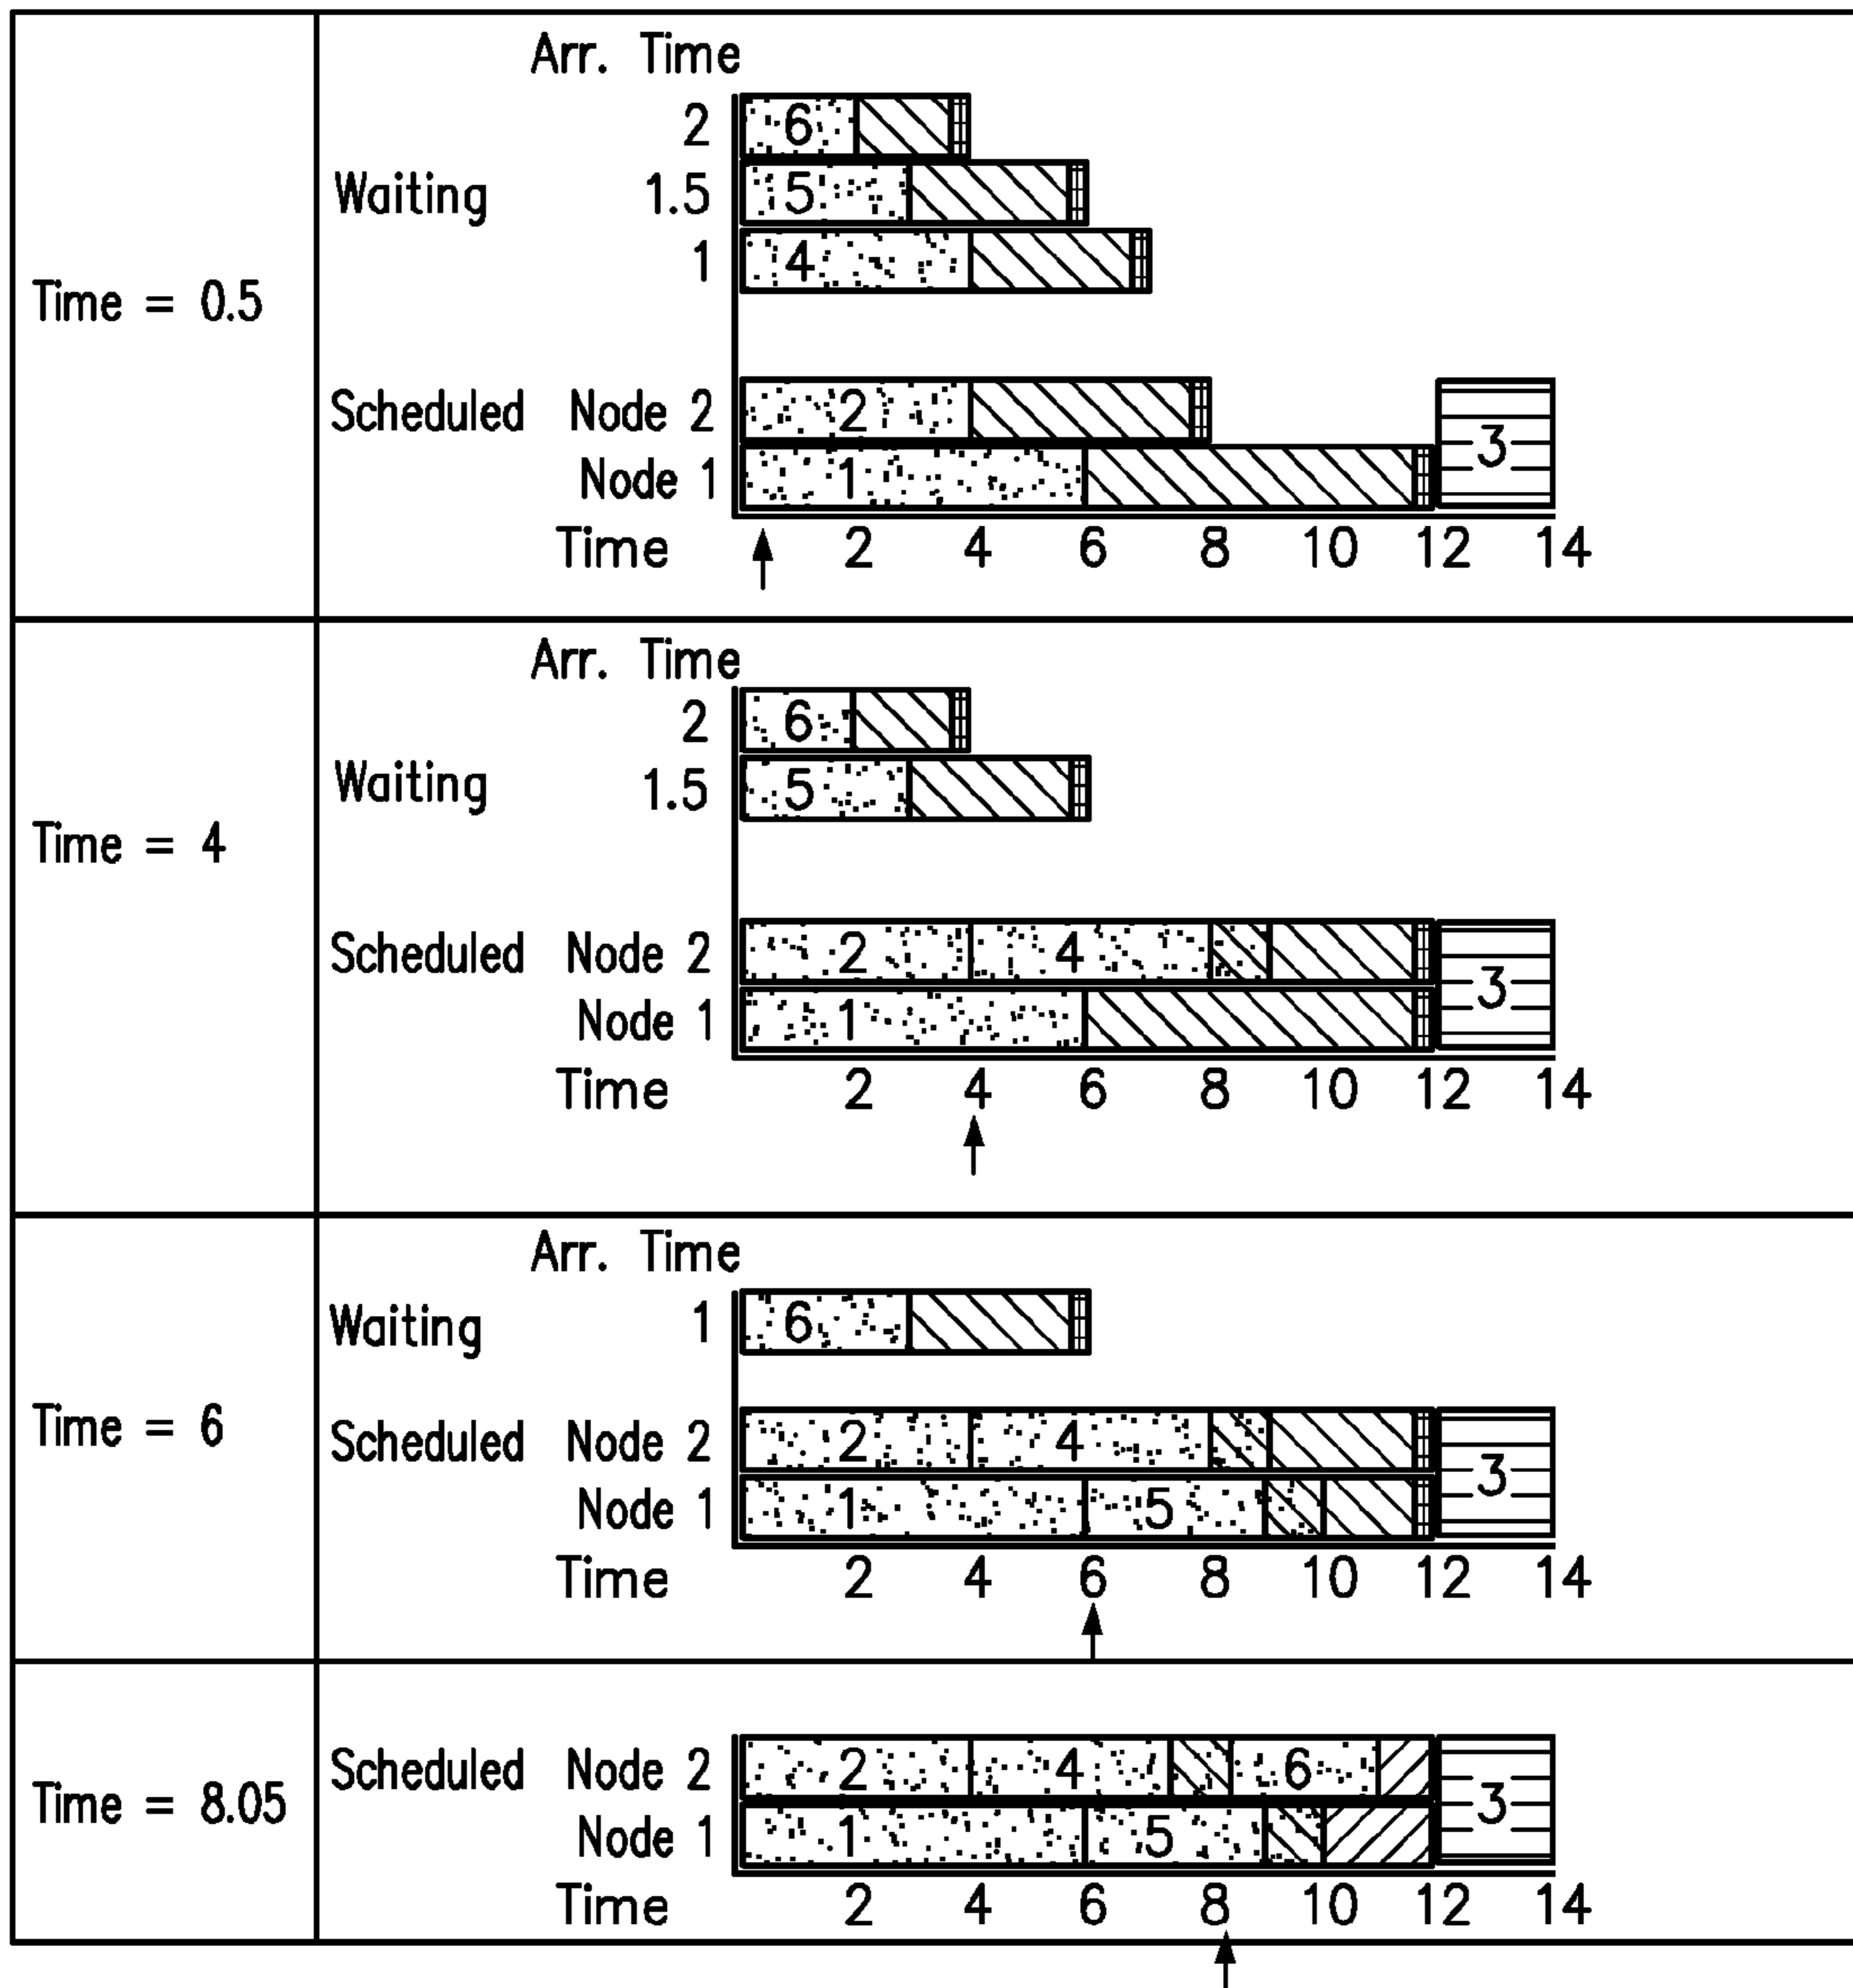 Arr. Time
2 6
Waiting 1.5 5
1 4
Time = 0.5
Scheduled Node 2 2
3
Node 1 1
Time 2 4 6 8 10 12 14
Arr. Time
2 6
Waiting 1.5 5
Time = 4
Scheduled Node 2 2 4
3
Node 1 1
Time 2 4 6 8 10 12 14
Arr. Time
Waiting 1 6
Time = 6
Scheduled Node 2 2 4
3
Node 1 1 5
Time 2 4 6 8 10 12 14
Time = 8.05
Scheduled Node 2 2 4 6
3
Node 1 1 5
Time 2 4 6 8 10 12 14